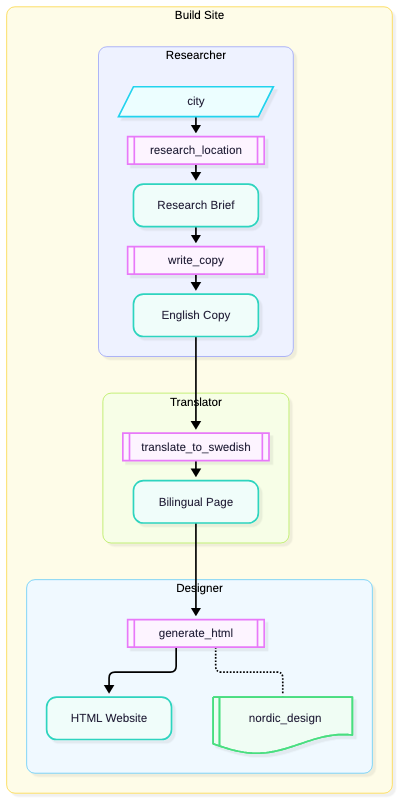 Build Site
Researcher
city
research_location
Research Brief
write_copy
English Copy
Translator
translate_to_swedish
Bilingual Page
Designer
generate_html
HTML Website
nordic_design